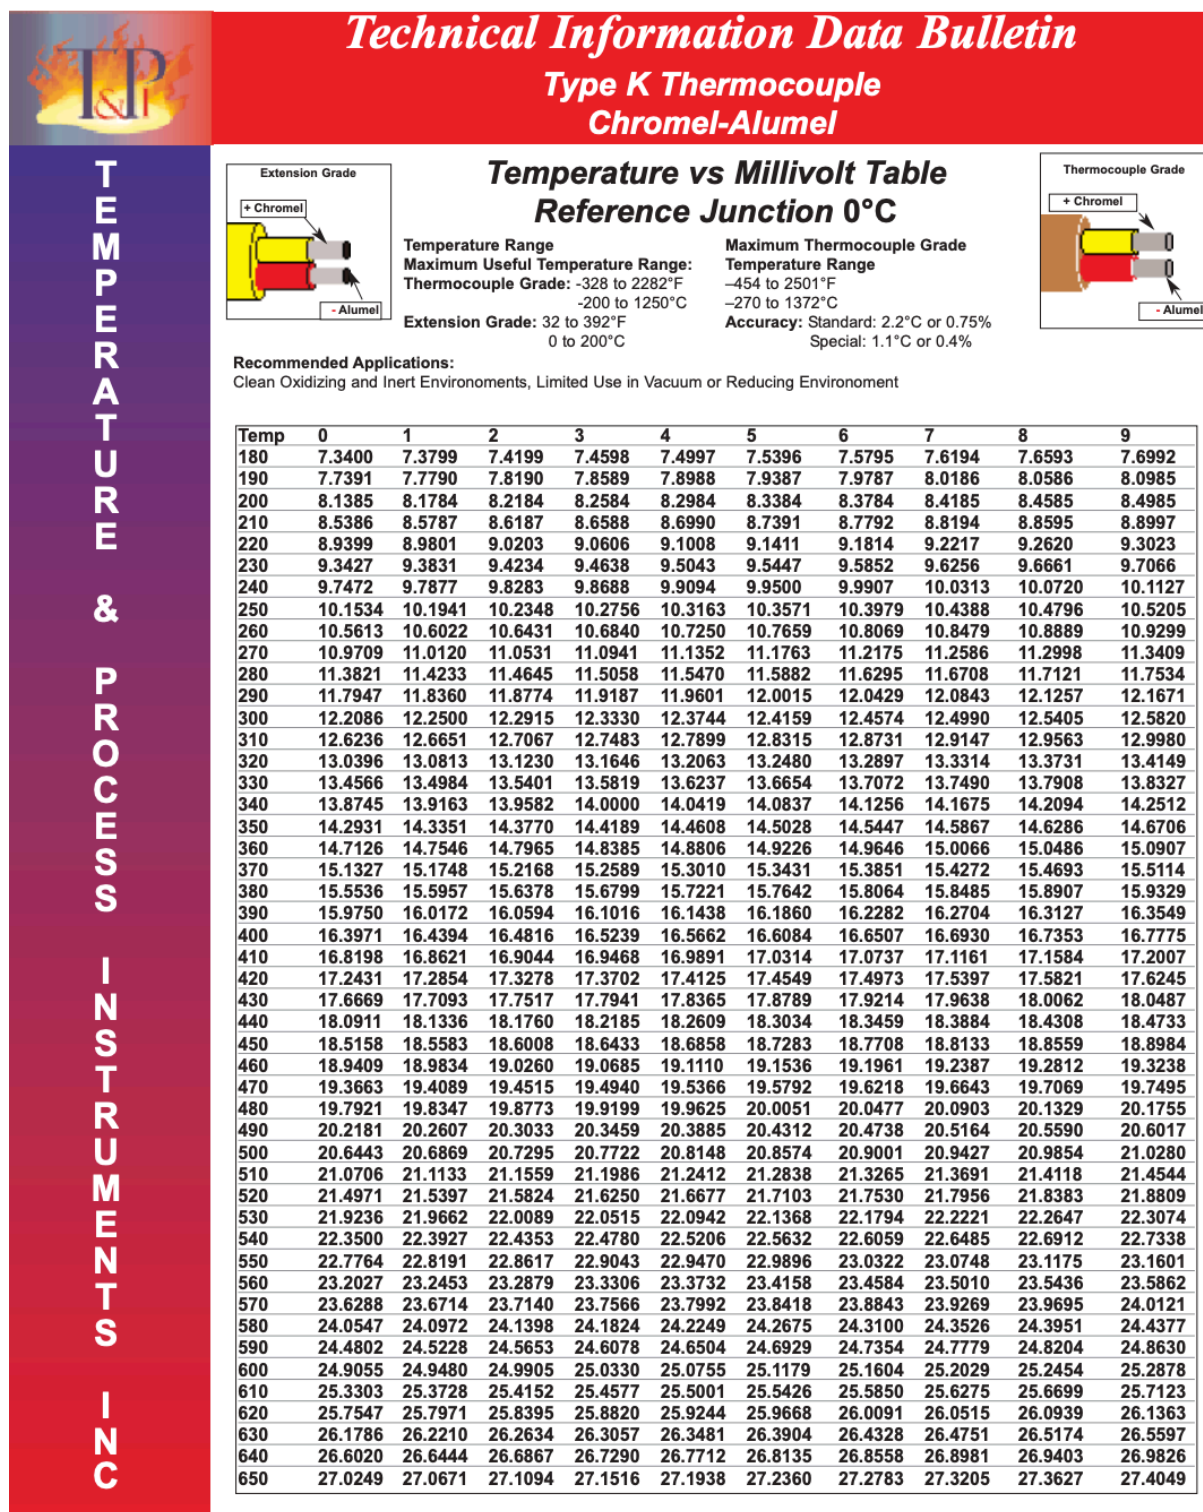 T&P
I
Technical Information Data Bulletin
Type K Thermocouple
Chromel-Alumel
TEMPERATURE & PROCESS INSTRUMENTS INC
Extension Grade
+ Chromel
- Alumel
Temperature vs Millivolt Table
Reference Junction 0°C
Thermocouple Grade
+ Chromel
- Alumel
Temperature Range
Maximum Useful Temperature Range:
Thermocouple Grade: -328 to 2282°F
-200 to 1250°C
Extension Grade: 32 to 392°F
0 to 200°C
Maximum Thermocouple Grade
Temperature Range
–454 to 2501°F
–270 to 1372°C
Accuracy: Standard: 2.2°C or 0.75%
Special: 1.1°C or 0.4%
Recommended Applications:
Clean Oxidizing and Inert Environoments, Limited Use in Vacuum or Reducing Environoment
Temp 0 1 2 3 4 5 6 7 8 9
180 7.3400 7.3799 7.4199 7.4598 7.4997 7.5396 7.5795 7.6194 7.6593 7.6992
190 7.7391 7.7790 7.8190 7.8589 7.8988 7.9387 7.9787 8.0186 8.0586 8.0985
200 8.1385 8.1784 8.2184 8.2584 8.2984 8.3384 8.3784 8.4185 8.4585 8.4985
210 8.5386 8.5787 8.6187 8.6588 8.6990 8.7391 8.7792 8.8194 8.8595 8.8997
220 8.9399 8.9801 9.0203 9.0606 9.1008 9.1411 9.1814 9.2217 9.2620 9.3023
230 9.3427 9.3831 9.4234 9.4638 9.5043 9.5447 9.5852 9.6256 9.6661 9.7066
240 9.7472 9.7877 9.8283 9.8688 9.9094 9.9500 9.9907 10.0313 10.0720 10.1127
250 10.1534 10.1941 10.2348 10.2756 10.3163 10.3571 10.3979 10.4388 10.4796 10.5205
260 10.5613 10.6022 10.6431 10.6840 10.7250 10.7659 10.8069 10.8479 10.8889 10.9299
270 10.9709 11.0120 11.0531 11.0941 11.1352 11.1763 11.2175 11.2586 11.2998 11.3409
280 11.3821 11.4233 11.4645 11.5058 11.5470 11.5882 11.6295 11.6708 11.7121 11.7534
290 11.7947 11.8360 11.8774 11.9187 11.9601 12.0015 12.0429 12.0843 12.1257 12.1671
300 12.2086 12.2500 12.2915 12.3330 12.3744 12.4159 12.4574 12.4990 12.5405 12.5820
310 12.6236 12.6651 12.7067 12.7483 12.7899 12.8315 12.8731 12.9147 12.9563 12.9980
320 13.0396 13.0813 13.1230 13.1646 13.2063 13.2480 13.2897 13.3314 13.3731 13.4149
330 13.4566 13.4984 13.5401 13.5819 13.6237 13.6654 13.7072 13.7490 13.7908 13.8327
340 13.8745 13.9163 13.9582 14.0000 14.0419 14.0837 14.1256 14.1675 14.2094 14.2512
350 14.2931 14.3351 14.3770 14.4189 14.4608 14.5028 14.5447 14.5867 14.6286 14.6706
360 14.7126 14.7546 14.7965 14.8385 14.8806 14.9226 14.9646 15.0066 15.0486 15.0907
370 15.1327 15.1748 15.2168 15.2589 15.3010 15.3431 15.3851 15.4272 15.4693 15.5114
380 15.5536 15.5957 15.6378 15.6799 15.7221 15.7642 15.8064 15.8485 15.8907 15.9329
390 15.9750 16.0172 16.0594 16.1016 16.1438 16.1860 16.2282 16.2704 16.3127 16.3549
400 16.3971 16.4394 16.4816 16.5239 16.5662 16.6084 16.6507 16.6930 16.7353 16.7775
410 16.8198 16.8621 16.9044 16.9468 16.9891 17.0314 17.0737 17.1161 17.1584 17.2007
420 17.2431 17.2854 17.3278 17.3702 17.4125 17.4549 17.4973 17.5397 17.5821 17.6245
430 17.6669 17.7093 17.7517 17.7941 17.8365 17.8789 17.9214 17.9638 18.0062 18.0487
440 18.0911 18.1336 18.1760 18.2185 18.2609 18.3034 18.3459 18.3884 18.4308 18.4733
450 18.5158 18.5583 18.6008 18.6433 18.6858 18.7283 18.7708 18.8133 18.8559 18.8984
460 18.9409 18.9834 19.0260 19.0685 19.1110 19.1536 19.1961 19.2387 19.2812 19.3238
470 19.3663 19.4089 19.4515 19.4940 19.5366 19.5792 19.6218 19.6643 19.7069 19.7495
480 19.7921 19.8347 19.8773 19.9199 19.9625 20.0051 20.0477 20.0903 20.1329 20.1755
490 20.2181 20.2607 20.3033 20.3459 20.3885 20.4312 20.4738 20.5164 20.5590 20.6017
500 20.6443 20.6869 20.7295 20.7722 20.8148 20.8574 20.9001 20.9427 20.9854 21.0280
510 21.0706 21.1133 21.1559 21.1986 21.2412 21.2838 21.3265 21.3691 21.4118 21.4544
520 21.4971 21.5397 21.5824 21.6250 21.6677 21.7103 21.7530 21.7956 21.8383 21.8809
530 21.9236 21.9662 22.0089 22.0515 22.0942 22.1368 22.1794 22.2221 22.2647 22.3074
540 22.3500 22.3927 22.4353 22.4780 22.5206 22.5632 22.6059 22.6485 22.6912 22.7338
550 22.7764 22.8191 22.8617 22.9043 22.9470 22.9896 23.0322 23.0748 23.1175 23.1601
560 23.2027 23.2453 23.2879 23.3306 23.3732 23.4158 23.4584 23.5010 23.5436 23.5862
570 23.6288 23.6714 23.7140 23.7566 23.7992 23.8418 23.8843 23.9269 23.9695 24.0121
580 24.0547 24.0972 24.1398 24.1824 24.2249 24.2675 24.3100 24.3526 24.3951 24.4377
590 24.4802 24.5228 24.5653 24.6078 24.6504 24.6929 24.7354 24.7779 24.8204 24.8630
600 24.9055 24.9480 24.9905 25.0330 25.0755 25.1179 25.1604 25.2029 25.2454 25.2878
610 25.3303 25.3728 25.4152 25.4577 25.5001 25.5426 25.5850 25.6275 25.6699 25.7123
620 25.7547 25.7971 25.8395 25.8820 25.9244 25.9668 26.0091 26.0515 26.0939 26.1363
630 26.1786 26.2210 26.2634 26.3057 26.3481 26.3904 26.4328 26.4751 26.5174 26.5597
640 26.6020 26.6444 26.6867 26.7290 26.7712 26.8135 26.8558 26.8981 26.9403 26.9826
650 27.0249 27.0671 27.1094 27.1516 27.1938 27.2360 27.2783 27.3205 27.3627 27.4049